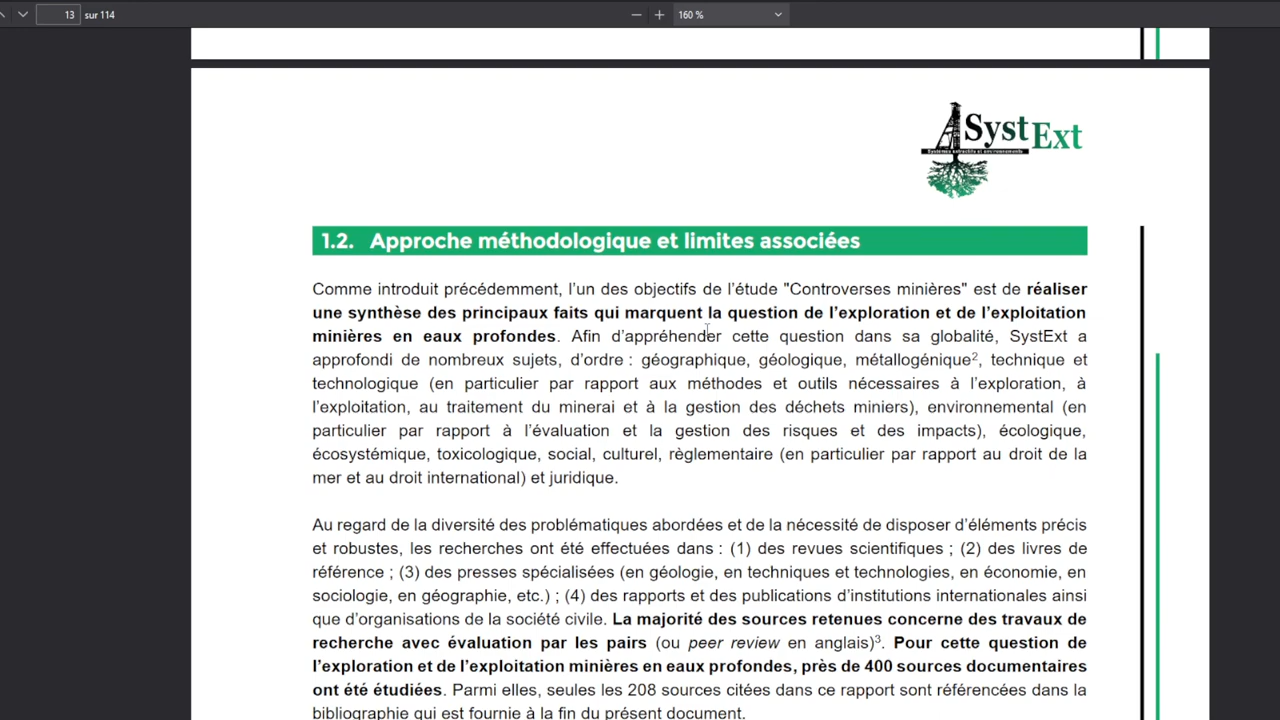 13 sur 114
160 %
Syst Ext
Systèmes extractifs et environnements
1.2. Approche méthodologique et limites associées
Comme introduit précédemment, l'un des objectifs de l'étude "Controverses minières" est de réaliser
une synthèse des principaux faits qui marquent la question de l'exploration et de l'exploitation
minières en eaux profondes. Afin d'appréhender cette question dans sa globalité, SystExt a
approfondi de nombreux sujets, d'ordre : géographique, géologique, métallogénique², technique et
technologique (en particulier par rapport aux méthodes et outils nécessaires à l'exploration, à
l'exploitation, au traitement du minerai et à la gestion des déchets miniers), environnemental (en
particulier par rapport à l'évaluation et la gestion des risques et des impacts), écologique,
écosystémique, toxicologique, social, culturel, règlementaire (en particulier par rapport au droit de la
mer et au droit international) et juridique.
Au regard de la diversité des problématiques abordées et de la nécessité de disposer d'éléments précis
et robustes, les recherches ont été effectuées dans : (1) des revues scientifiques ; (2) des livres de
référence ; (3) des presses spécialisées (en géologie, en techniques et technologies, en économie, en
sociologie, en géographie, etc.) ; (4) des rapports et des publications d'institutions internationales ainsi
que d'organisations de la société civile. La majorité des sources retenues concerne des travaux de
recherche avec évaluation par les pairs (ou peer review en anglais)³. Pour cette question de
l'exploration et de l'exploitation minières en eaux profondes, près de 400 sources documentaires
ont été étudiées. Parmi elles, seules les 208 sources citées dans ce rapport sont référencées dans la
bibliographie qui est fournie à la fin du présent document.